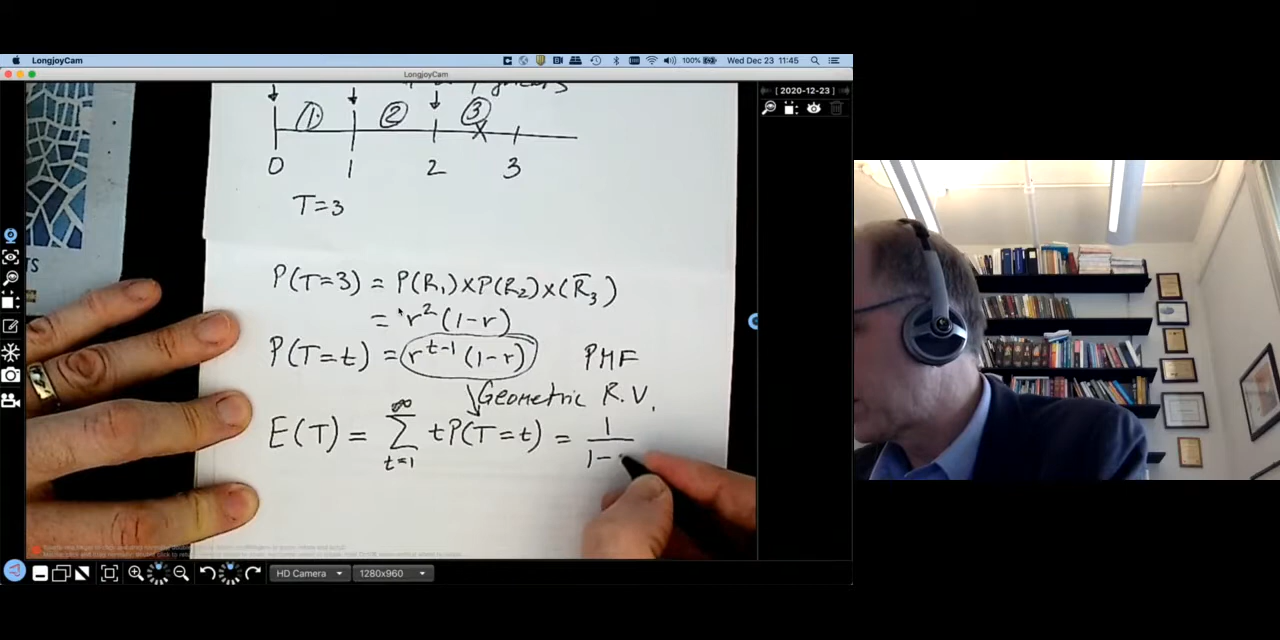 LongjoyCam
100% Wed Dec 23 11:45
LongjoyCam
[ 2020-12-23 ]
① ② ③
0 1 2 3
T=3
P(T=3) = P(R₁)×P(R₂)×(R̄₃)
= r²(1-r)
P(T=t) = r^{t-1}(1-r) PMF
Geometric R.V.
E(T) = ∑_{t=1}^{∞} tP(T=t) = 1/1-
HD Camera 1280x960